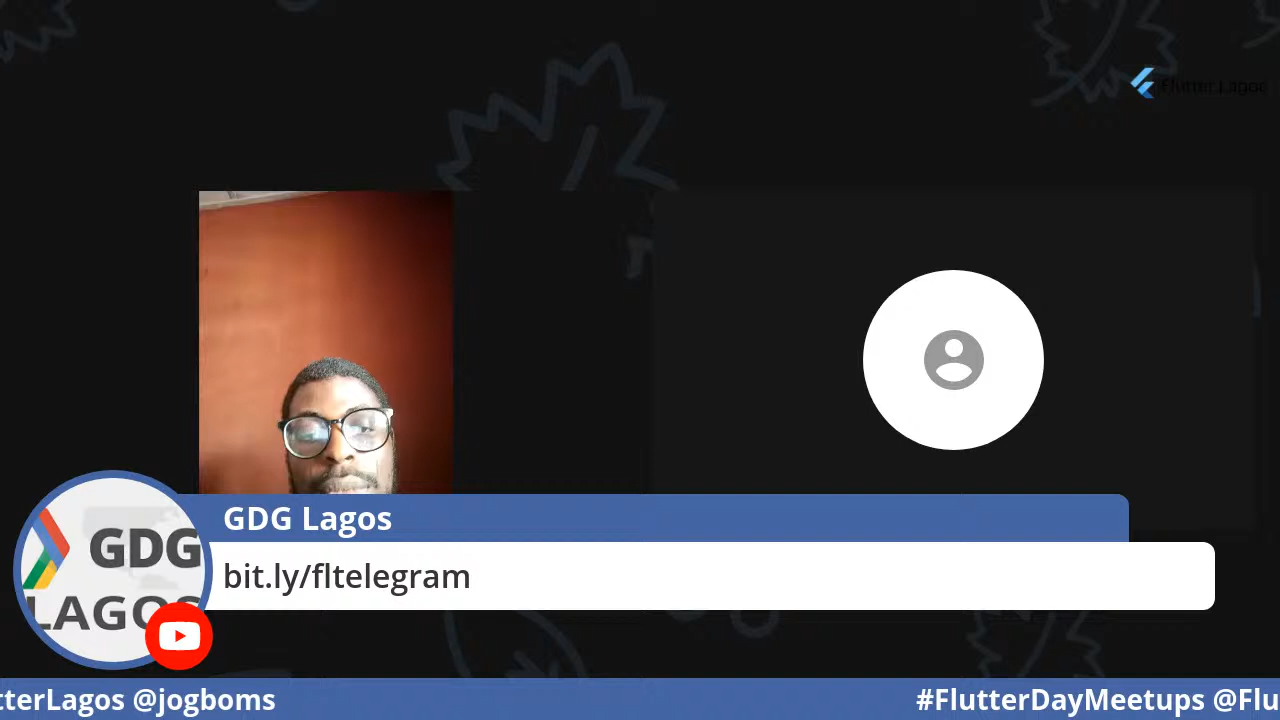 Flutter Lagos
GDG Lagos
bit.ly/fltelegram
GDG
LAGOS
tterLagos @jogboms
#FlutterDayMeetups @Flu